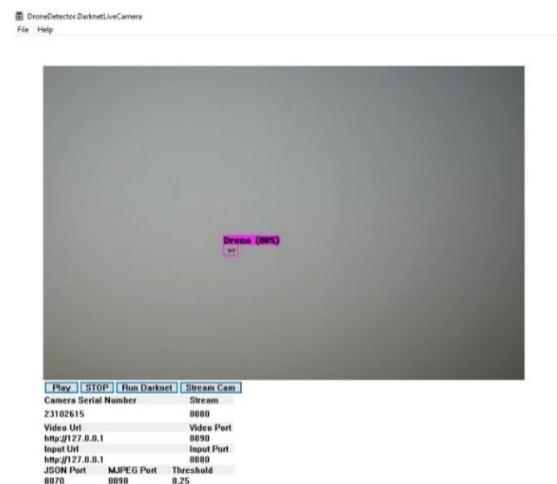 DroneDetector.DarknetLiveCamera
File Help
Drone (80%)
Play STOP Run Darknet Stream Cam
Camera Serial Number Stream
23102615 8080
Video Url Video Port
http://127.0.0.1 8090
Input Url Input Port
http://127.0.0.1 8080
JSON Port MJPEG Port Threshold
8070 8090 0.25